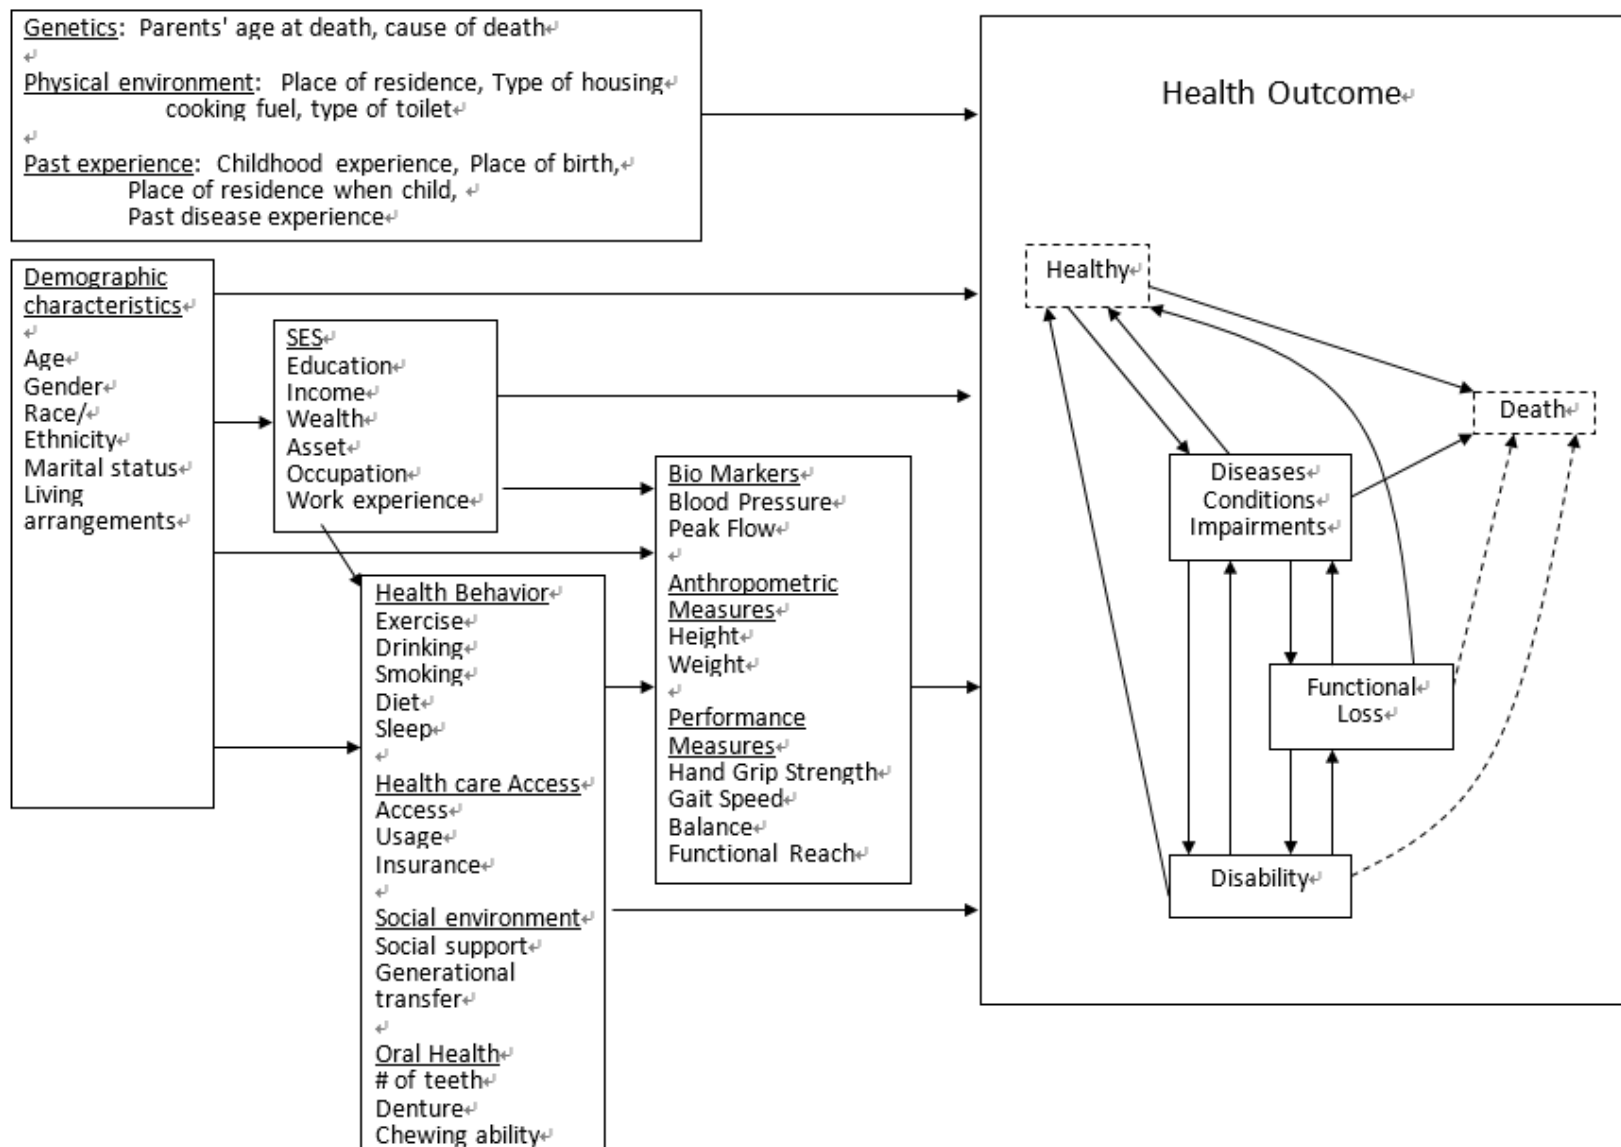 Genetics: Parents' age at death, cause of death
Physical environment: Place of residence, Type of housing
cooking fuel, type of toilet
Past experience: Childhood experience, Place of birth,
Place of residence when child,
Past disease experience
Demographic
characteristics
Age
Gender
Race/
Ethnicity
Marital status
Living
arrangements
SES
Education
Income
Wealth
Asset
Occupation
Work experience
Health Behavior
Exercise
Drinking
Smoking
Diet
Sleep
Health care Access
Access
Usage
Insurance
Social environment
Social support
Generational
transfer
Oral Health
# of teeth
Denture
Chewing ability
Bio Markers
Blood Pressure
Peak Flow
Anthropometric
Measures
Height
Weight
Performance
Measures
Hand Grip Strength
Gait Speed
Balance
Functional Reach
Health Outcome
Healthy
Death
Diseases
Conditions
Impairments
Functional
Loss
Disability